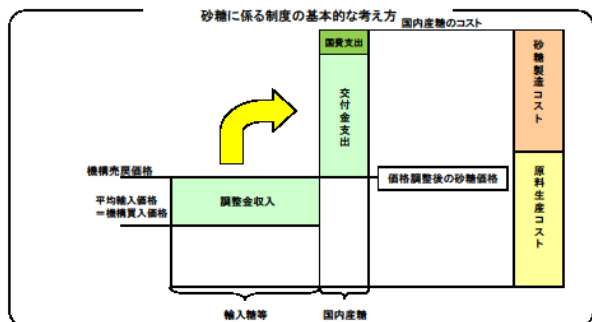 砂糖に係る制度の基本的な考え方
国内産糖のコスト
国費支出
交付金支出
砂糖製造コスト
機構売戻価格
価格調整後の砂糖価格
平均輸入価格
=機構買入価格
調整金収入
原料生産コスト
輸入糖等
国内産糖